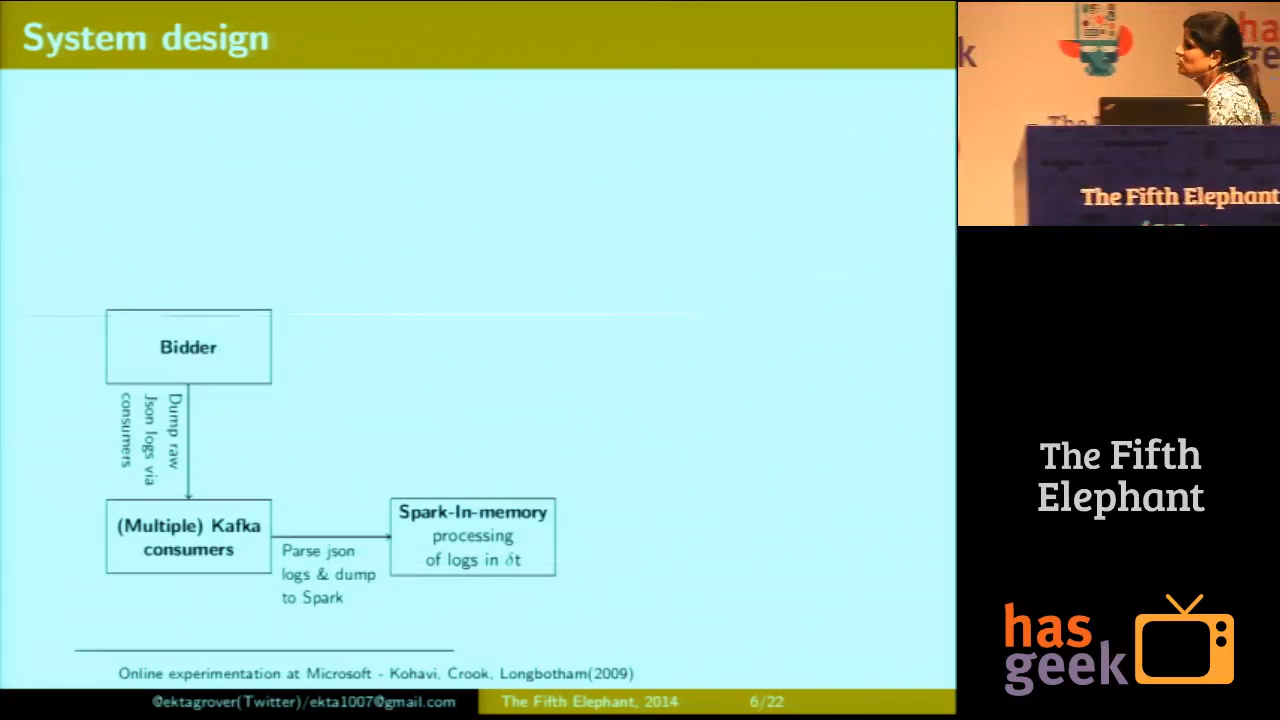 System design
Bidder
Dump raw
Json logs via
consumers
(Multiple) Kafka
consumers
Parse json
logs & dump
to Spark
Spark-In-memory
processing
of logs in δt
Online experimentation at Microsoft - Kohavi, Crook, Longbotham(2009)
@ektagrover(Twitter)/ekta1007@gmail.com
The Fifth Elephant, 2014
6/22
has
geek
k
The Fifth Elephant
The Fifth
Elephant
has
geek